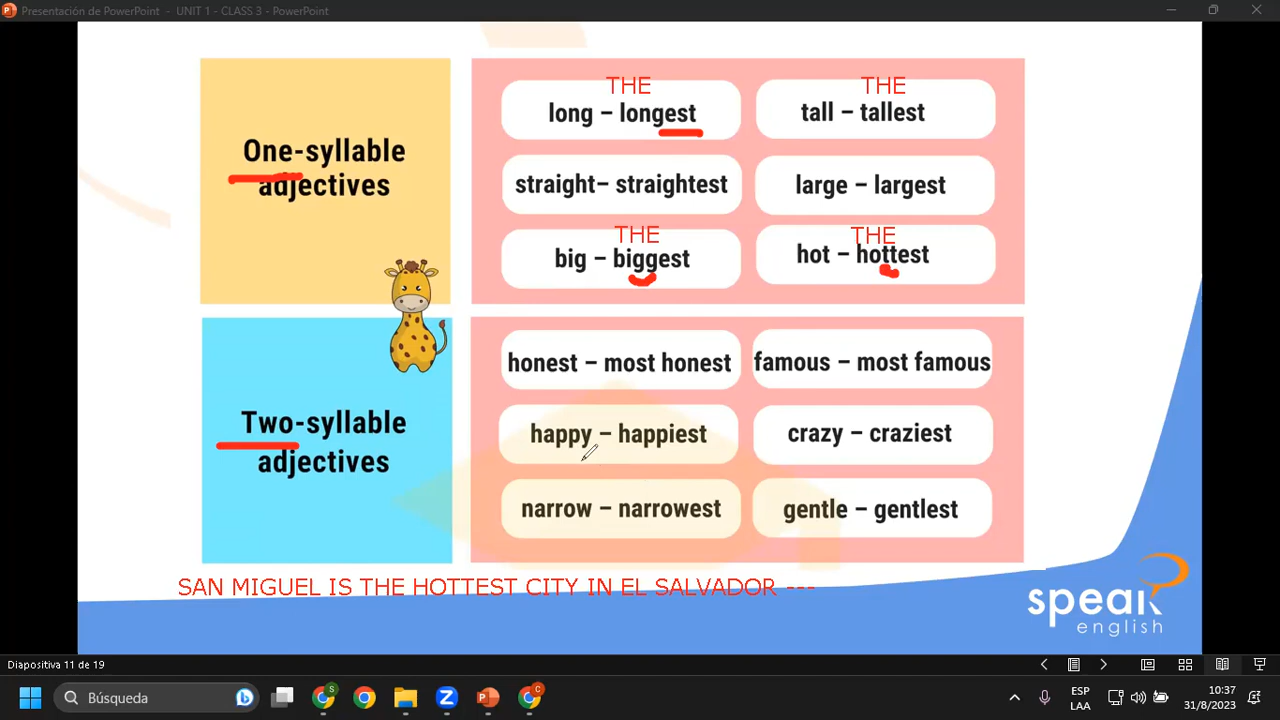 Presentación de PowerPoint - UNIT 1 - CLASS 3 - PowerPoint
One-syllable
adjectives
THE
long – longest
THE
tall – tallest
straight– straightest
large – largest
THE
big – biggest
THE
hot – hottest
Two-syllable
adjectives
honest – most honest
famous – most famous
happy – happiest
crazy – craziest
narrow – narrowest
gentle – gentlest
SAN MIGUEL IS THE HOTTEST CITY IN EL SALVADOR ---
speak
english
Diapositiva 11 de 19
Búsqueda
ESP
LAA
10:37
31/8/2023